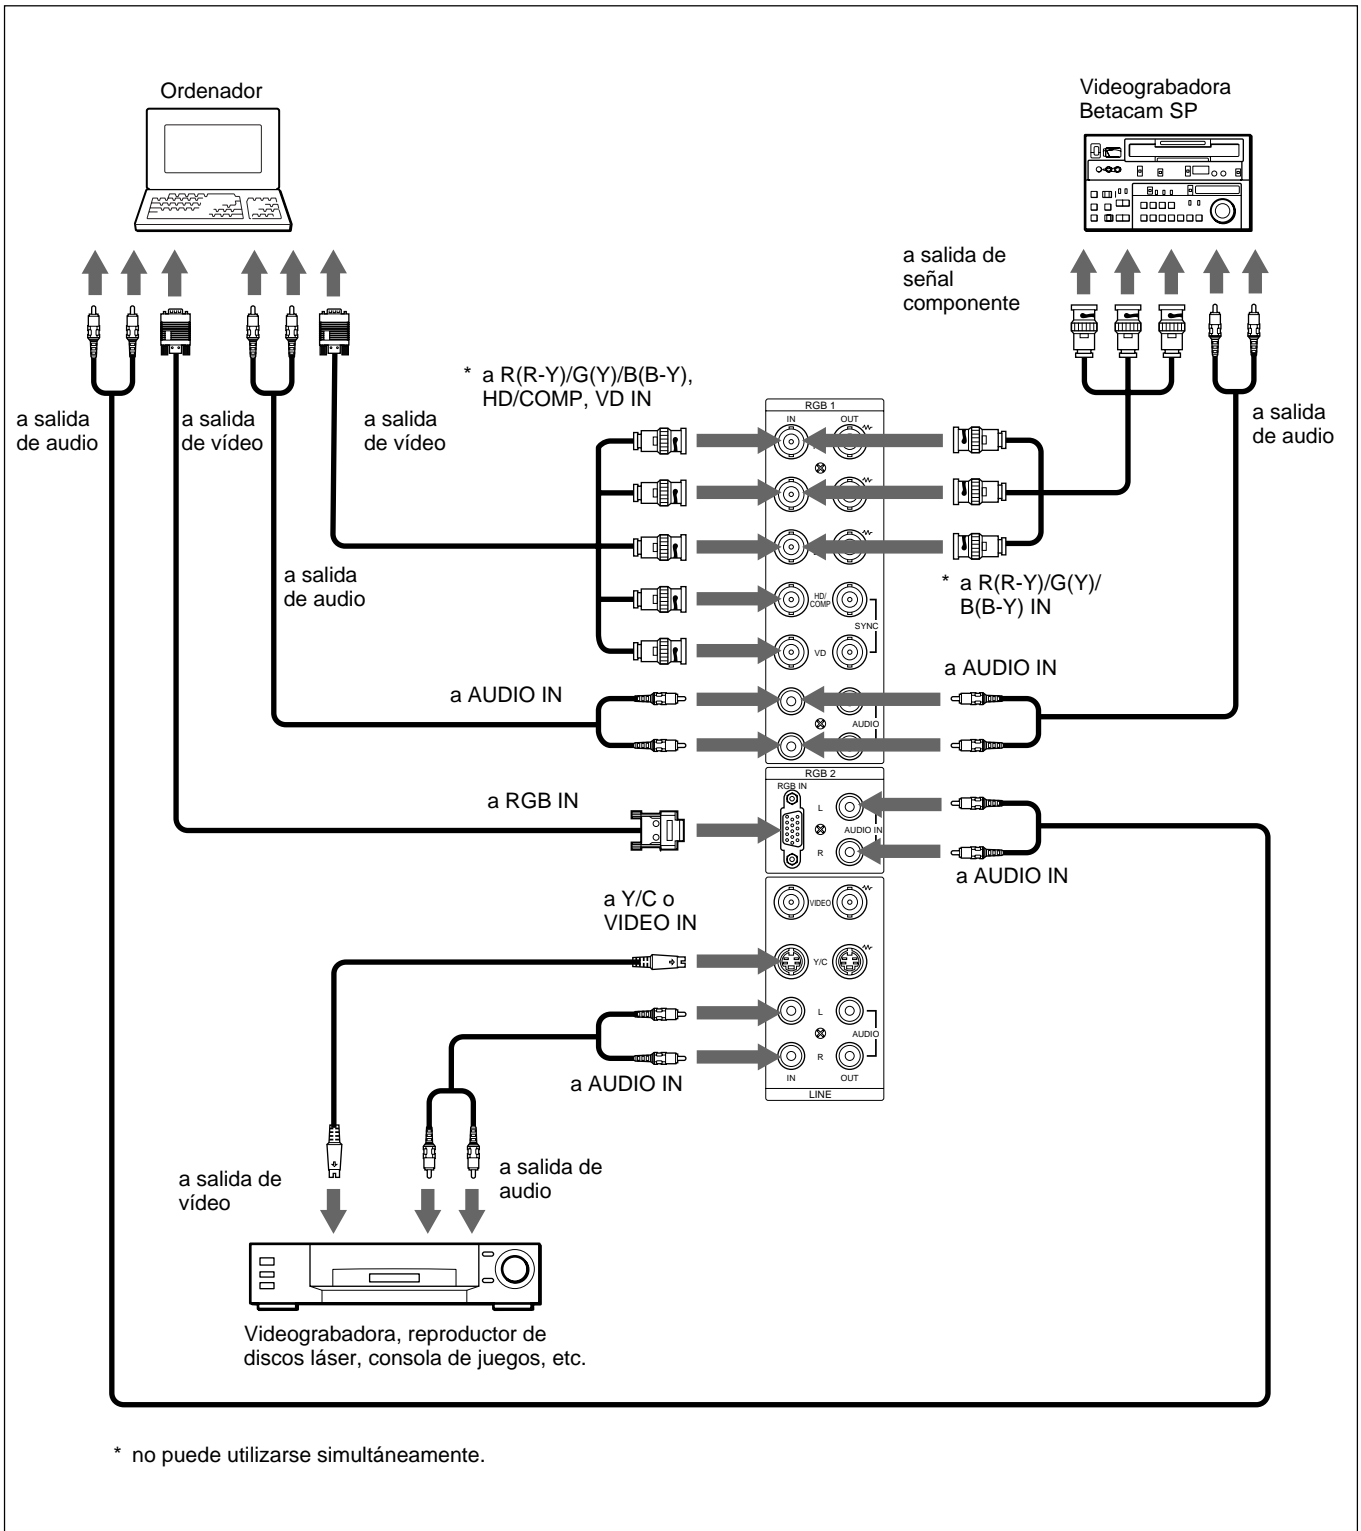 Ordenador
Videograbadora
Betacam SP
a salida de
señal
componente
a salida
de audio
a salida
de vídeo
a salida
de vídeo
* a R(R-Y)/G(Y)/B(B-Y),
HD/COMP, VD IN
a salida
de audio
a salida
de audio
RGB 1
IN
OUT
HD/
COMP
SYNC
VD
* a R(R-Y)/G(Y)/
B(B-Y) IN
a AUDIO IN
a AUDIO IN
AUDIO
RGB 2
RGB IN
a RGB IN
L
AUDIO IN
R
a AUDIO IN
a Y/C o
VIDEO IN
VIDEO
Y/C
L
AUDIO
R
a AUDIO IN
IN
OUT
LINE
a salida de
vídeo
a salida de
audio
Videograbadora, reproductor de
discos láser, consola de juegos, etc.
* no puede utilizarse simultáneamente.